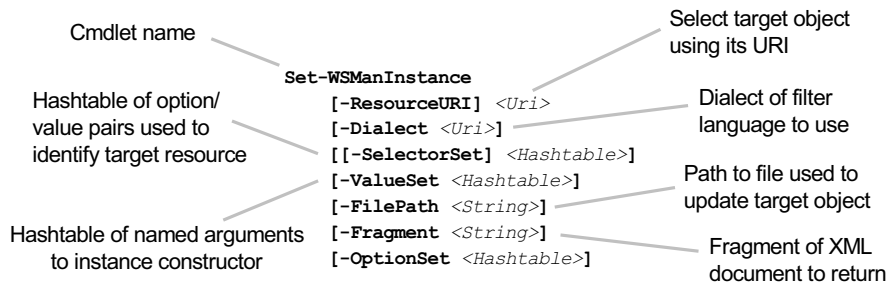 Cmdlet name
Select target object
using its URI
Set-WSManInstance
[-ResourceURI] <Uri>
[-Dialect <Uri>]
[[-SelectorSet] <Hashtable>]
[-ValueSet <Hashtable>]
[-FilePath <String>]
[-Fragment <String>]
[-OptionSet <Hashtable>]
Hashtable of option/
value pairs used to
identify target resource
Dialect of filter
language to use
Path to file used to
update target object
Hashtable of named arguments
to instance constructor
Fragment of XML
document to return